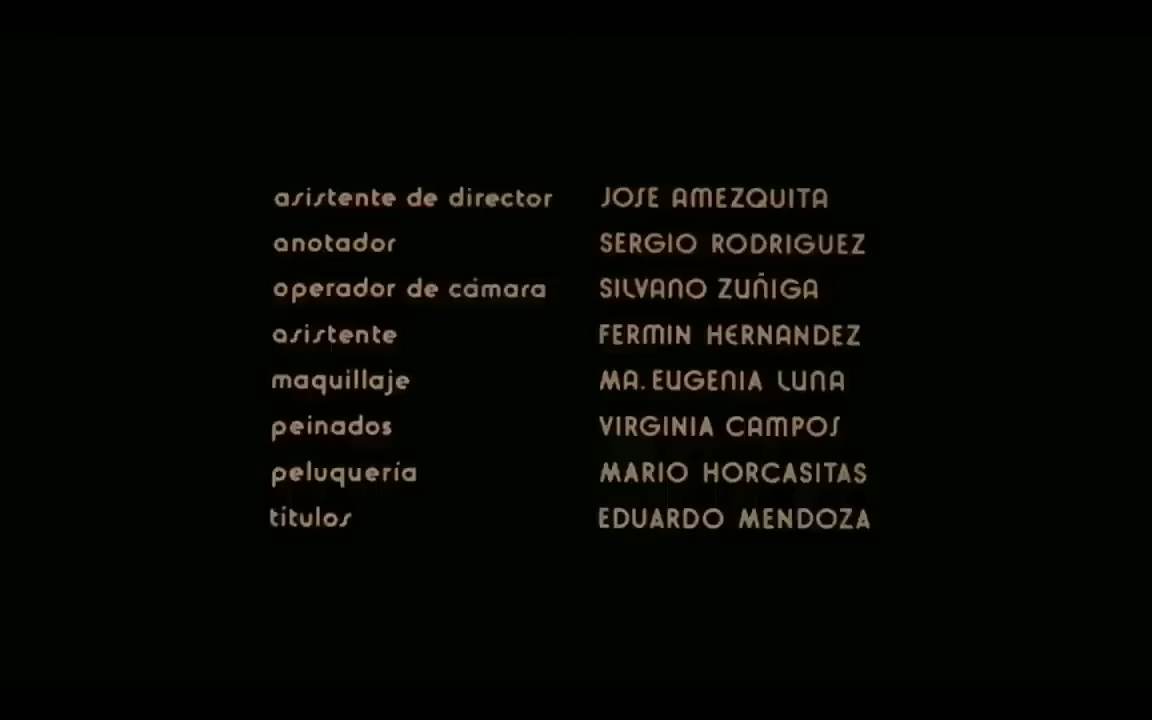 asistente de director JOSE AMEZQUITA
anotador SERGIO RODRIGUEZ
operador de cámara SILVANO ZUÑIGA
asistente FERMIN HERNANDEZ
maquillaje MA. EUGENIA LUNA
peinados VIRGINIA CAMPOS
peluquería MARIO HORCASITAS
títulos EDUARDO MENDOZA